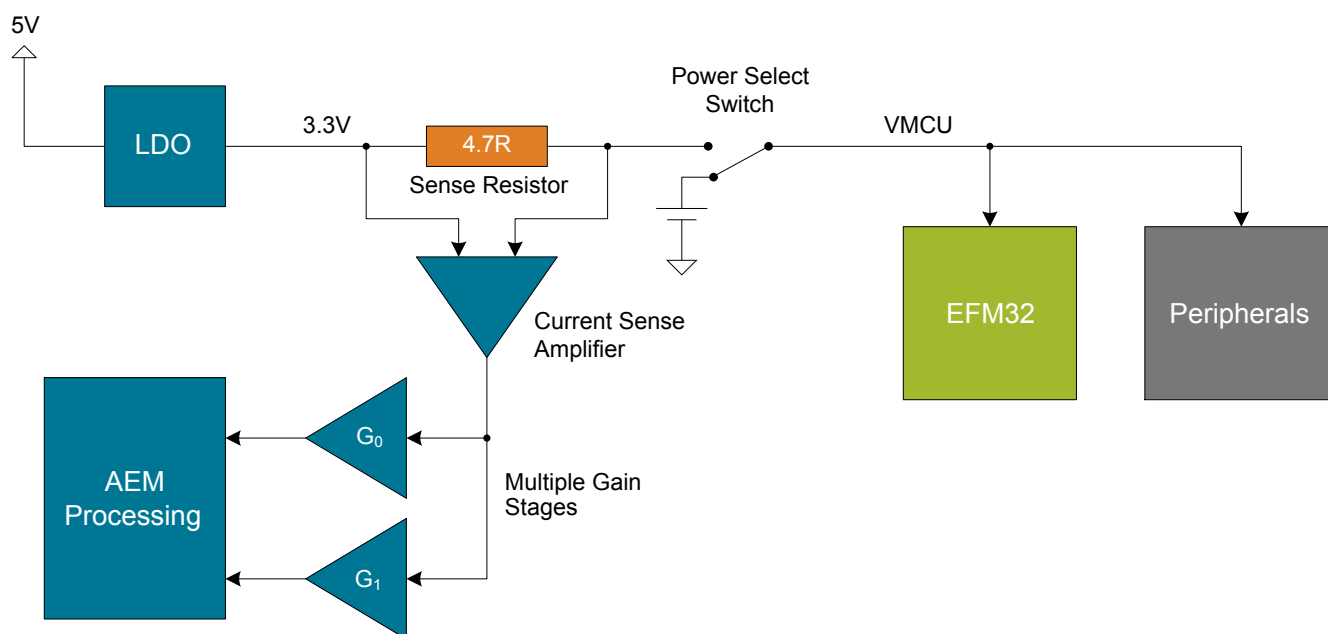 5V
LDO
3.3V
4.7R
Sense Resistor
Power Select
Switch
VMCU
EFM32
Peripherals
Current Sense
Amplifier
AEM
Processing
G₀
G₁
Multiple Gain
Stages